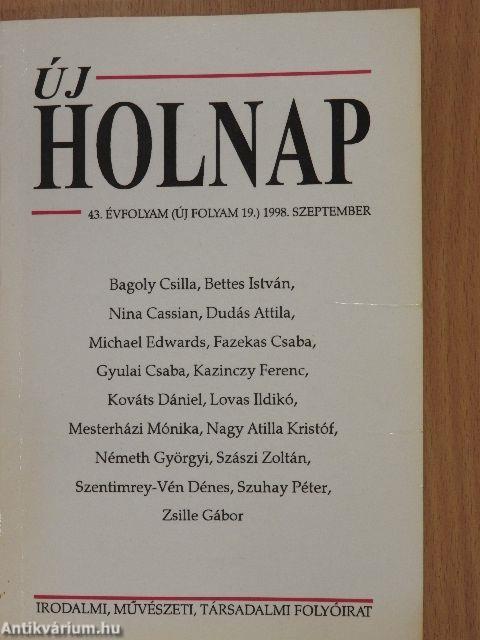 ÚJ
HOLNAP
43. ÉVFOLYAM (ÚJ FOLYAM 19.) 1998. SZEPTEMBER
Bagoly Csilla, Bettes István,
Nina Cassian, Dudás Attila,
Michael Edwards, Fazekas Csaba,
Gyulai Csaba, Kazinczy Ferenc,
Kováts Dániel, Lovas Ildikó,
Mesterházi Mónika, Nagy Atilla Kristóf,
Németh Györgyi, Szászi Zoltán,
Szentimrey-Vén Dénes, Szuhay Péter,
Zsille Gábor
IRODALMI, MŰVÉSZETI, TÁRSADALMI FOLYÓIRAT
Antikvárium.hu